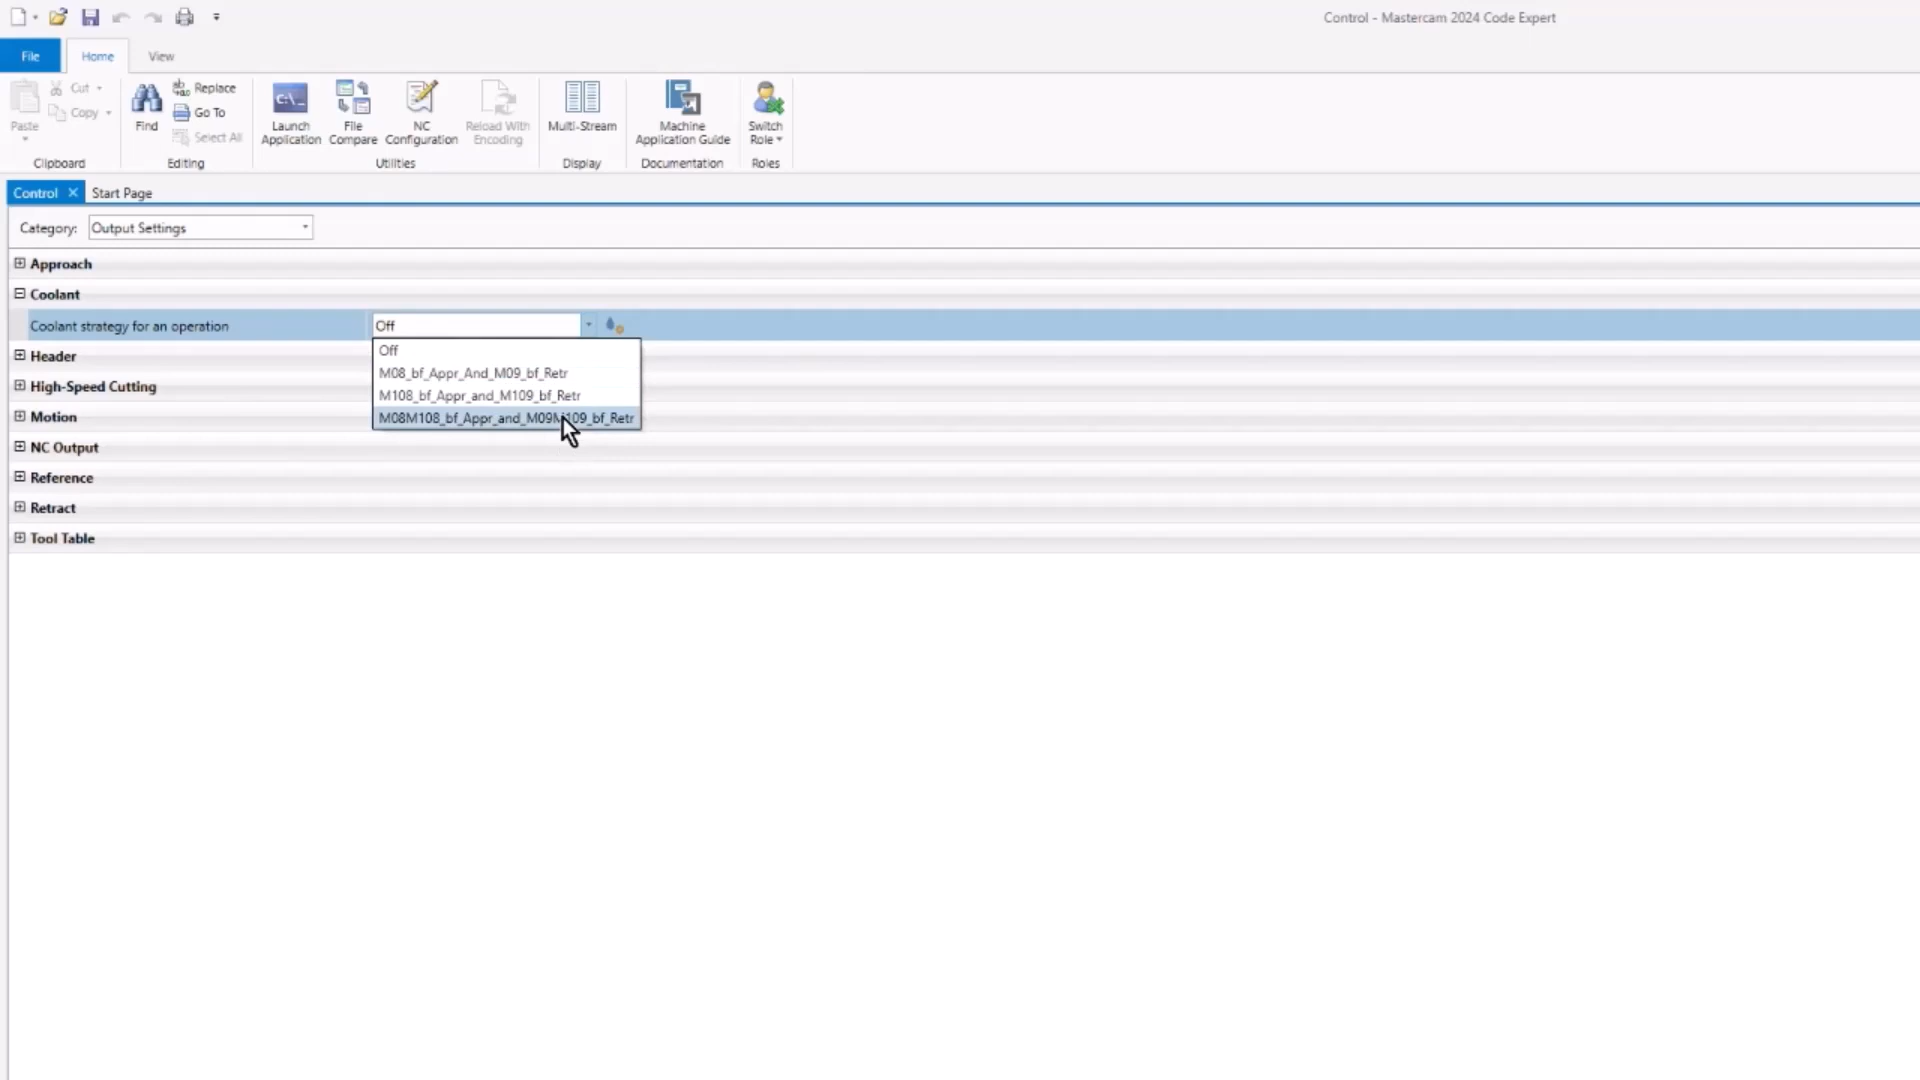 Control - Mastercam 2024 Code Expert
File Home View
Paste Cut Copy
Clipboard
Find Replace Go To Select All
Editing
Launch Application File Compare NC Configuration Reload With Encoding
Utilities
Multi-Stream
Display
Machine Application Guide
Documentation
Switch Role
Roles
Control Start Page
Category: Output Settings
Approach
Coolant
Coolant strategy for an operation Off
Off
M08_bf_Appr_And_M09_bf_Retr
M108_bf_Appr_and_M109_bf_Retr
M08M108_bf_Appr_and_M09M109_bf_Retr
Header
High-Speed Cutting
Motion
NC Output
Reference
Retract
Tool Table